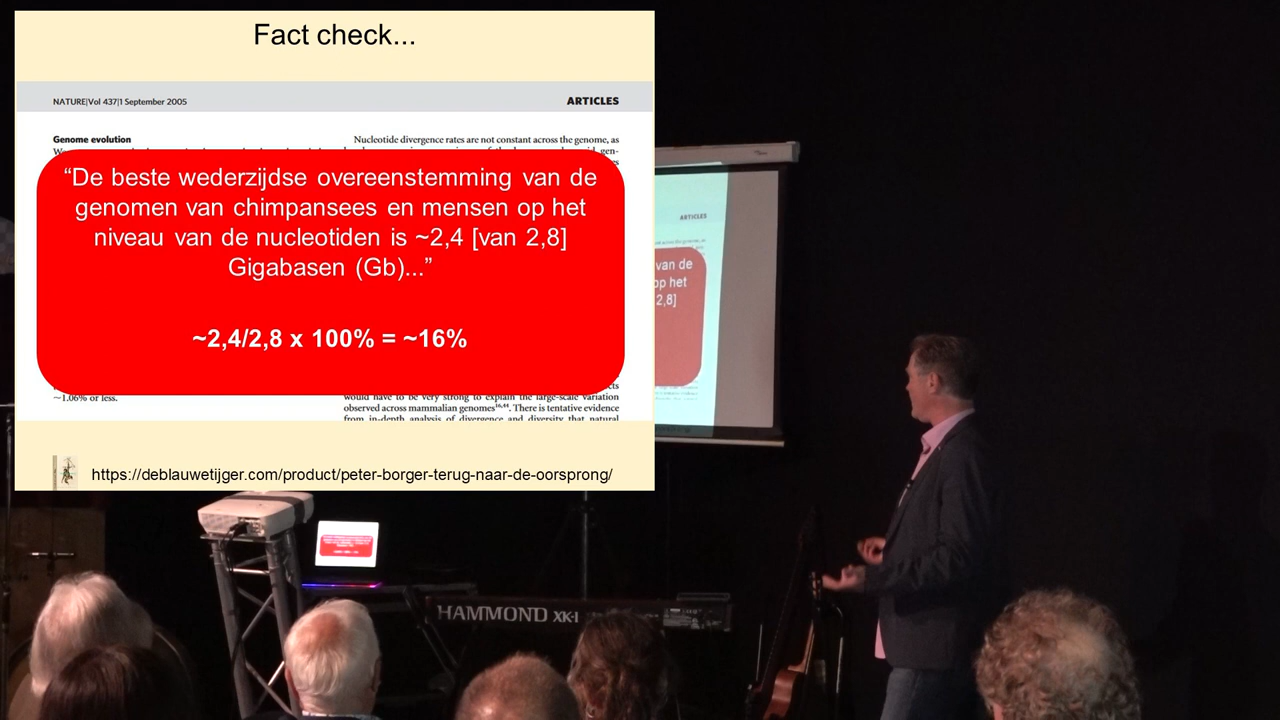 Fact check...
NATURE|Vol 437|1 September 2005
ARTICLES
Genome evolution
Nucleotide divergence rates are not constant across the genome, as
“De beste wederzijdse overeenstemming van de
genomen van chimpansees en mensen op het
niveau van de nucleotiden is ~2,4 [van 2,8]
Gigabasen (Gb)...”
~2,4/2,8 x 100% = ~16%
~1.06% or less.
would have to be very strong to explain the large-scale variation
observed across mammalian genomes16,44. There is tentative evidence
from in-depth analysis of divergence and diversity that natural
https://deblauwetijger.com/product/peter-borger-terug-naar-de-oorsprong/
ARTICLES
van de
op het
2,8]
HAMMOND XK-1